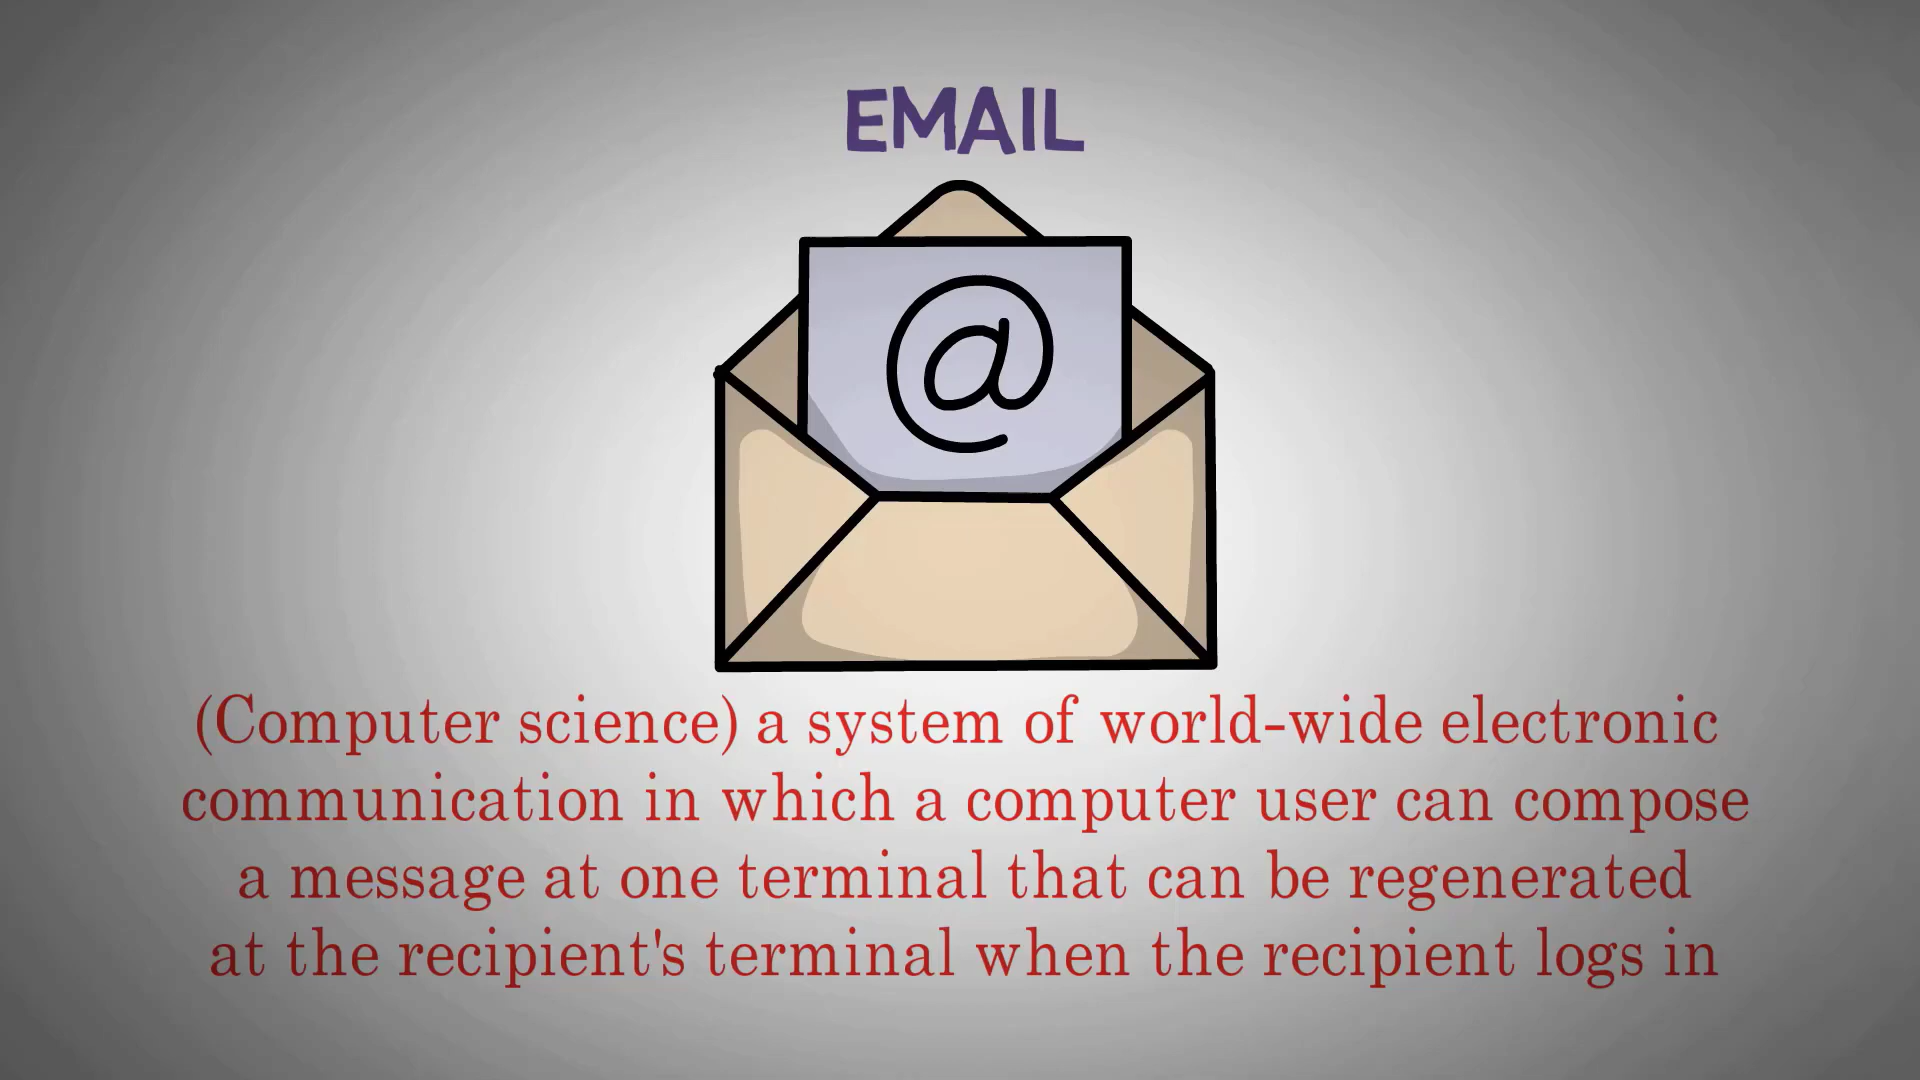 EMAIL
@
(Computer science) a system of world-wide electronic
communication in which a computer user can compose
a message at one terminal that can be regenerated
at the recipient's terminal when the recipient logs in